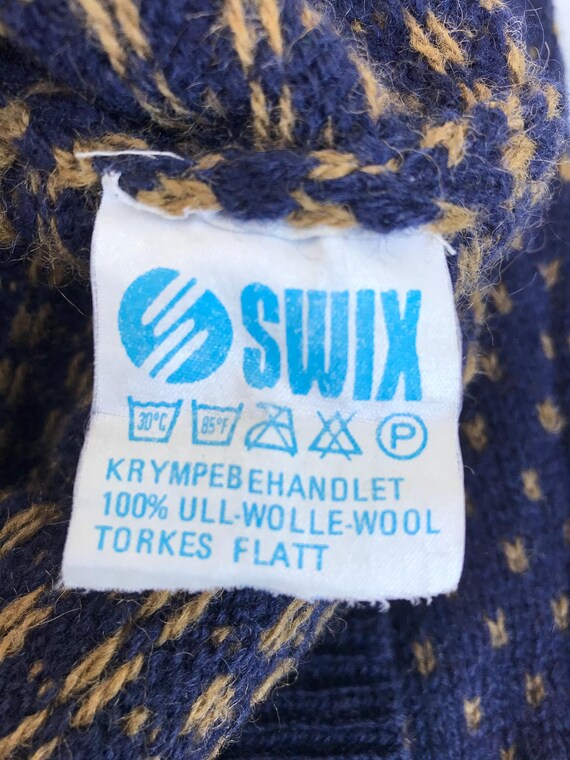 SWIX
30°C 85°F P
KRYMPEBEHANDLET
100% ULL-WOLLE-WOOL
TORKES FLATT